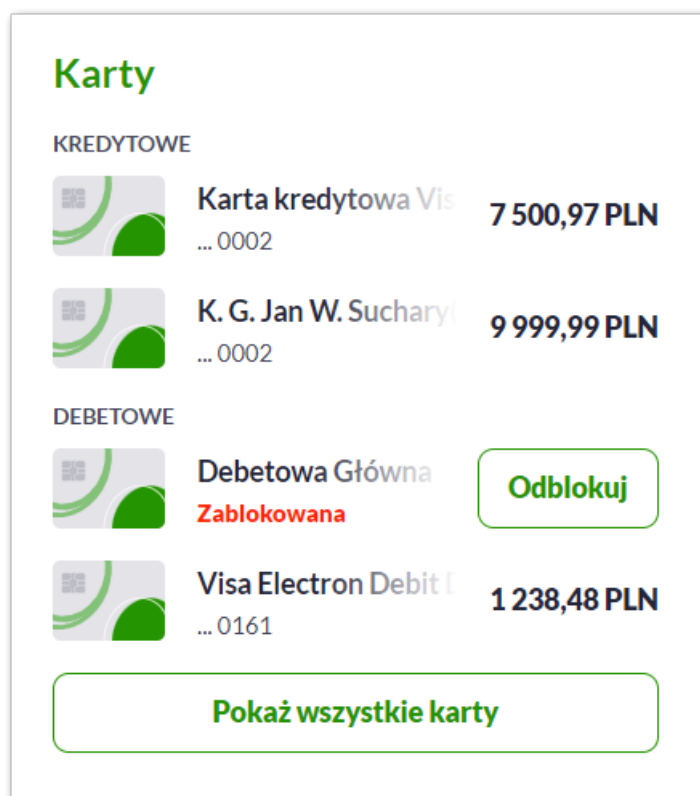 Karty
KREDYTOWE
Karta kredytowa Vis
7 500,97 PLN
... 0002
K. G. Jan W. Suchary
9 999,99 PLN
... 0002
DEBETOWE
Debetowa Główna
Odblokuj
Zablokowana
Visa Electron Debit
1 238,48 PLN
... 0161
Pokaż wszystkie karty